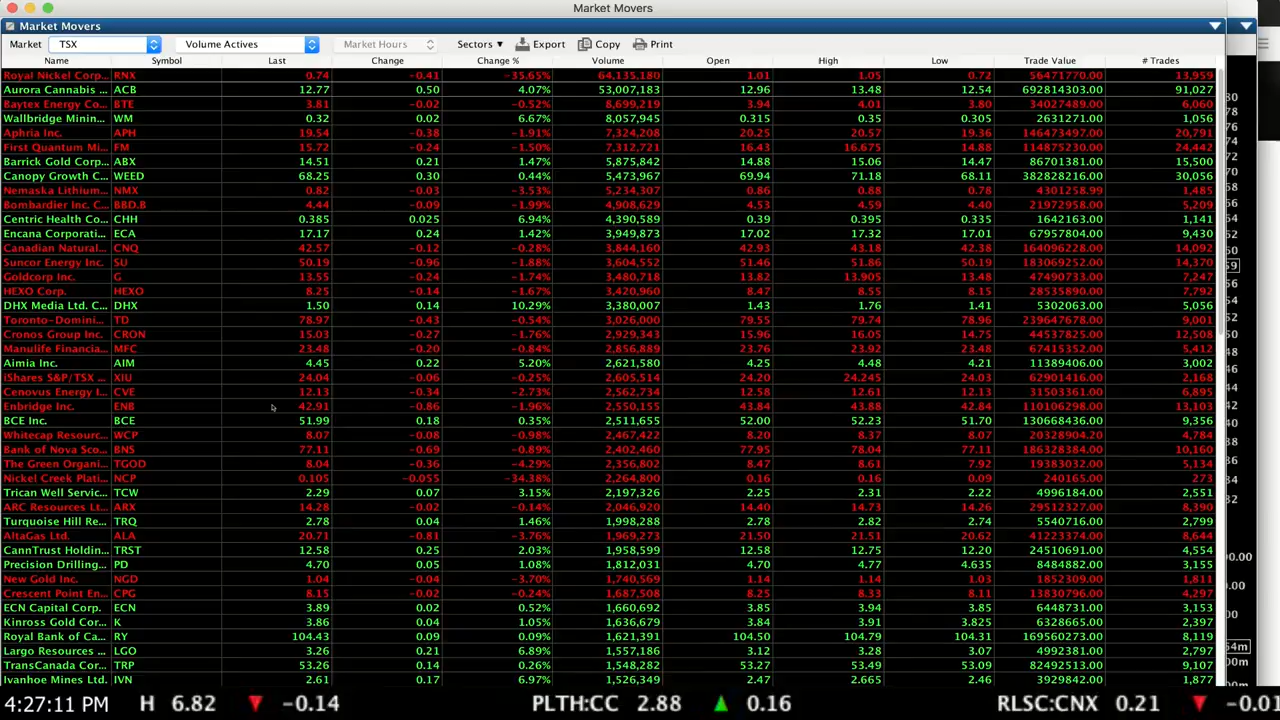 Market Movers
Market Movers
Market TSX Volume Actives Market Hours Sectors ▼ Export Copy Print
Name Symbol Last Change Change % Volume Open High Low Trade Value # Trades
Royal Nickel Corp... RNX 0.74 -0.41 -35.65% 64,135,180 1.01 1.05 0.72 56471770.00 13,959
Aurora Cannabis ... ACB 12.77 0.50 4.07% 53,007,183 12.96 13.48 12.54 692814303.00 91,027
Baytex Energy Co... BTE 3.81 -0.02 -0.52% 8,699,219 3.94 4.01 3.80 34027489.00 6,060
Wallbridge Minin... WM 0.32 0.02 6.67% 8,057,945 0.315 0.35 0.305 2631271.00 1,056
Aphria Inc. APH 19.54 -0.38 -1.91% 7,324,208 20.25 20.57 19.36 146473497.00 20,791
First Quantum Mi... FM 15.72 -0.24 -1.50% 7,312,721 16.43 16.675 14.88 114875230.00 24,442
Barrick Gold Corp... ABX 14.51 0.21 1.47% 5,875,842 14.88 15.06 14.47 86701381.00 15,500
Canopy Growth C... WEED 68.25 0.30 0.44% 5,473,967 69.94 71.18 68.11 382828216.00 30,056
Nemaska Lithium... NMX 0.82 -0.03 -3.53% 5,234,307 0.86 0.88 0.78 4301258.99 1,485
Bombardier Inc. C... BBD.B 4.44 -0.09 -1.99% 4,908,629 4.53 4.59 4.40 21972958.00 5,209
Centric Health Co... CHH 0.385 0.025 6.94% 4,390,589 0.39 0.395 0.335 1642163.00 1,141
Encana Corporati... ECA 17.17 0.24 1.42% 3,949,873 17.02 17.32 17.01 67957804.00 9,430
Canadian Natural... CNQ 42.57 -0.12 -0.28% 3,844,160 42.93 43.18 42.38 164096228.00 14,092
Suncor Energy Inc. SU 50.19 -0.96 -1.88% 3,604,552 51.46 51.86 50.19 183069252.00 14,370
Goldcorp Inc. G 13.55 -0.24 -1.74% 3,480,718 13.82 13.905 13.48 47490733.00 7,247
HEXO Corp. HEXO 8.25 -0.14 -1.67% 3,420,960 8.47 8.55 8.15 28535890.00 7,792
DHX Media Ltd. C... DHX 1.50 0.14 10.29% 3,380,007 1.43 1.76 1.41 5302063.00 5,056
Toronto-Domini... TD 78.97 -0.43 -0.54% 3,026,000 79.55 79.74 78.96 239647678.00 9,001
Cronos Group Inc. CRON 15.03 -0.27 -1.76% 2,929,343 15.96 16.05 14.75 44537825.00 12,508
Manulife Financia... MFC 23.48 -0.20 -0.84% 2,856,889 23.76 23.92 23.48 67415352.00 5,412
Aimia Inc. AIM 4.45 0.22 5.20% 2,621,580 4.25 4.48 4.21 11389406.00 3,002
iShares S&P/TSX ... XIU 24.04 -0.06 -0.25% 2,605,514 24.20 24.245 24.03 62901416.00 2,168
Cenovus Energy I... CVE 12.13 -0.34 -2.73% 2,562,734 12.58 12.61 12.13 31503361.00 6,895
Enbridge Inc. ENB 42.91 -0.86 -1.96% 2,550,155 43.84 43.88 42.84 110106298.00 13,103
BCE Inc. BCE 51.99 0.18 0.35% 2,511,655 52.00 52.23 51.70 130668436.00 9,356
Whitecap Resourc... WCP 8.07 -0.08 -0.98% 2,467,422 8.20 8.37 8.07 20328904.20 4,784
Bank of Nova Sco... BNS 77.11 -0.69 -0.89% 2,402,460 77.95 78.04 77.11 186328384.00 10,160
The Green Organi... TGOD 8.04 -0.36 -4.29% 2,356,802 8.47 8.61 7.92 19383032.00 5,134
Nickel Creek Plati... NCP 0.105 -0.055 -34.38% 2,264,800 0.16 0.16 0.09 240165.00 273
Trican Well Servic... TCW 2.29 0.07 3.15% 2,197,326 2.25 2.31 2.22 4996184.00 2,551
ARC Resources Lt... ARX 14.28 -0.02 -0.14% 2,046,920 14.40 14.73 14.26 29512327.00 8,390
Turquoise Hill Re... TRQ 2.78 0.04 1.46% 1,998,288 2.78 2.82 2.74 5540716.00 2,799
AltaGas Ltd. ALA 20.71 -0.81 -3.76% 1,969,273 21.50 21.51 20.62 41223374.00 8,644
CannTrust Holdin... TRST 12.58 0.25 2.03% 1,958,599 12.58 12.75 12.20 24510691.00 4,554
Precision Drilling... PD 4.70 0.05 1.08% 1,812,031 4.70 4.77 4.635 8484882.00 3,155
New Gold Inc. NGD 1.04 -0.04 -3.70% 1,740,569 1.14 1.14 1.03 1852309.00 1,811
Crescent Point En... CPG 8.15 -0.02 -0.24% 1,687,508 8.25 8.33 8.11 13830796.00 4,297
ECN Capital Corp. ECN 3.89 0.02 0.52% 1,660,692 3.85 3.94 3.85 6448731.00 3,153
Kinross Gold Cor... K 3.86 0.04 1.05% 1,636,679 3.84 3.91 3.825 6328665.00 2,397
Royal Bank of Ca... RY 104.43 0.09 0.09% 1,621,391 104.50 104.79 104.31 169560273.00 8,119
Largo Resources ... LGO 3.26 0.21 6.89% 1,557,186 3.12 3.28 3.07 4992381.00 2,797
TransCanada Cor... TRP 53.26 0.14 0.26% 1,548,282 53.27 53.49 53.09 82492513.00 9,107
Ivanhoe Mines Ltd. IVN 2.61 0.17 6.97% 1,526,349 2.47 2.665 2.46 3929842.00 1,877
4:27:11 PM H 6.82 ▼ -0.14 PLTH:CC 2.88 ▲ 0.16 RLSC:CNX 0.21 ▼ -0.01